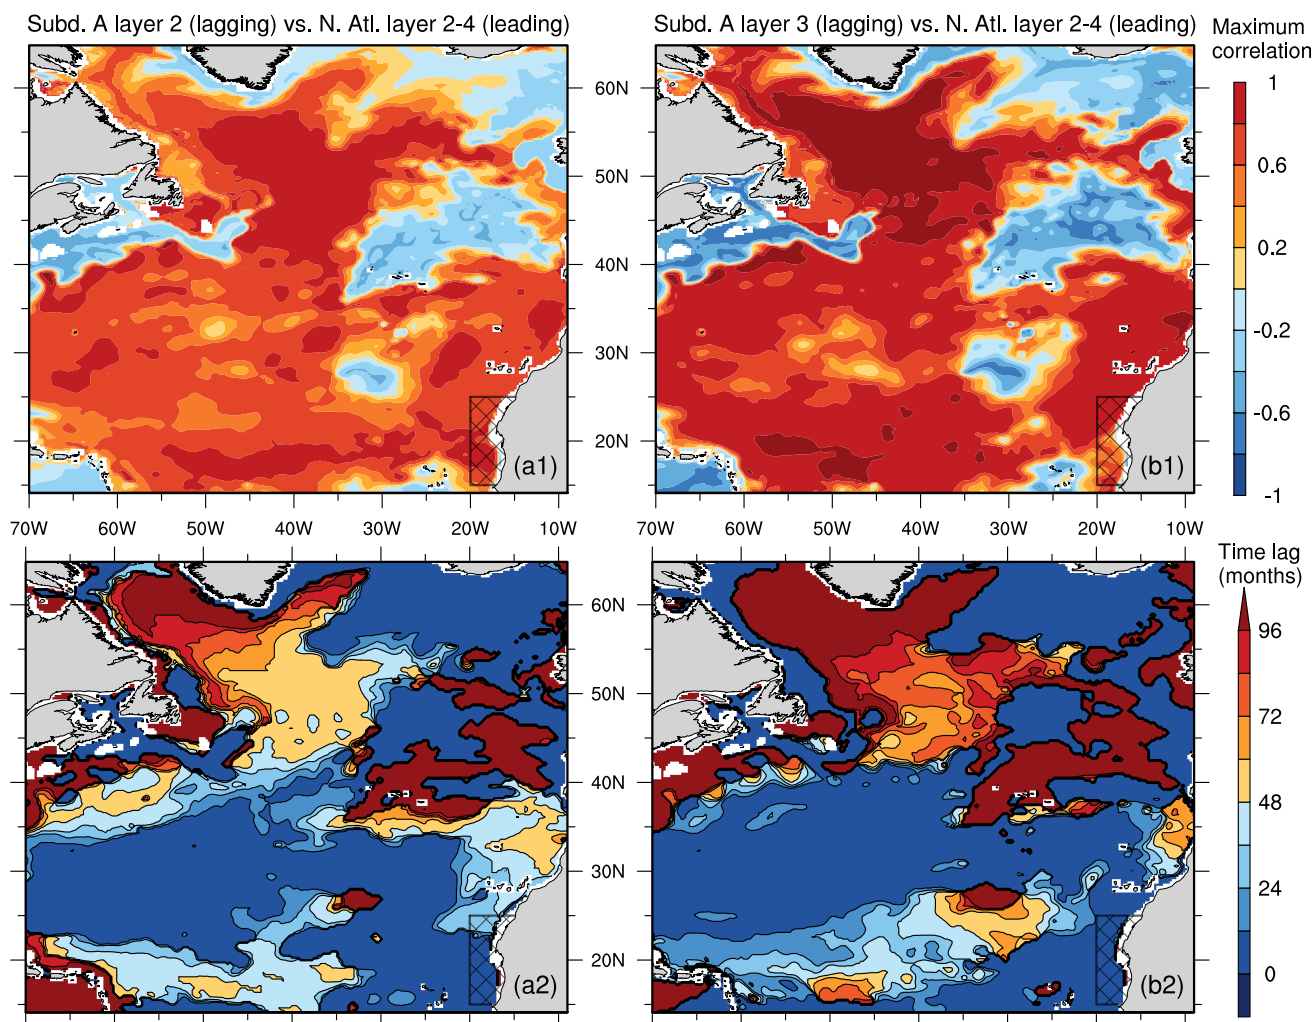 Subd. A layer 2 (lagging) vs. N. Atl. layer 2-4 (leading)
Subd. A layer 3 (lagging) vs. N. Atl. layer 2-4 (leading)
Maximum
correlation
60N
50N
40N
30N
20N
60N
50N
40N
30N
20N
1
0.6
0.2
-0.2
-0.6
-1
(a1)
(b1)
70W
60W
50W
40W
30W
20W
10W
70W
60W
50W
40W
30W
20W
10W
Time lag
(months)
96
72
48
24
0
(a2)
(b2)